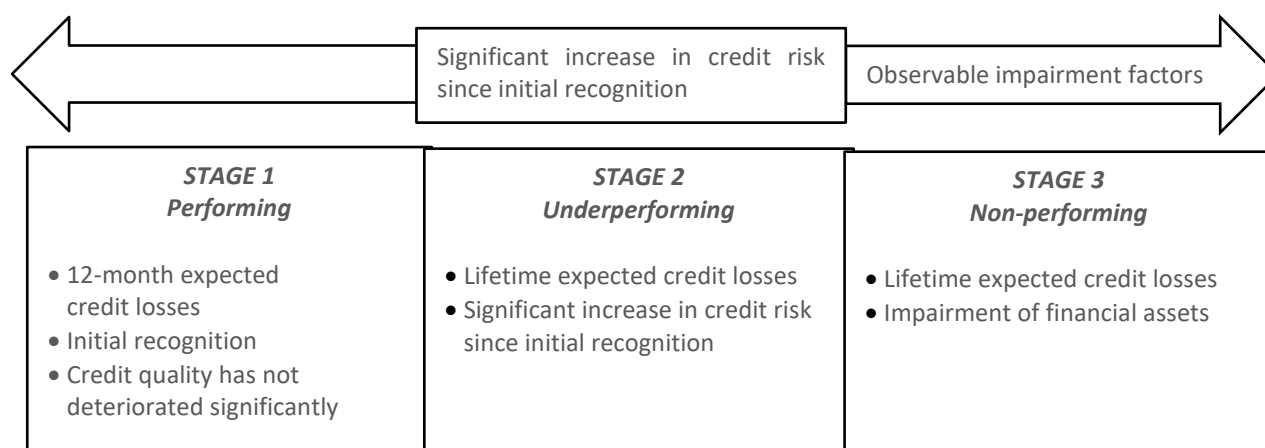 Significant increase in credit risk
since initial recognition
Observable impairment factors
STAGE 1
Performing
• 12-month expected
credit losses
• Initial recognition
• Credit quality has not
deteriorated significantly
STAGE 2
Underperforming
• Lifetime expected credit losses
• Significant increase in credit risk
since initial recognition
STAGE 3
Non-performing
• Lifetime expected credit losses
• Impairment of financial assets